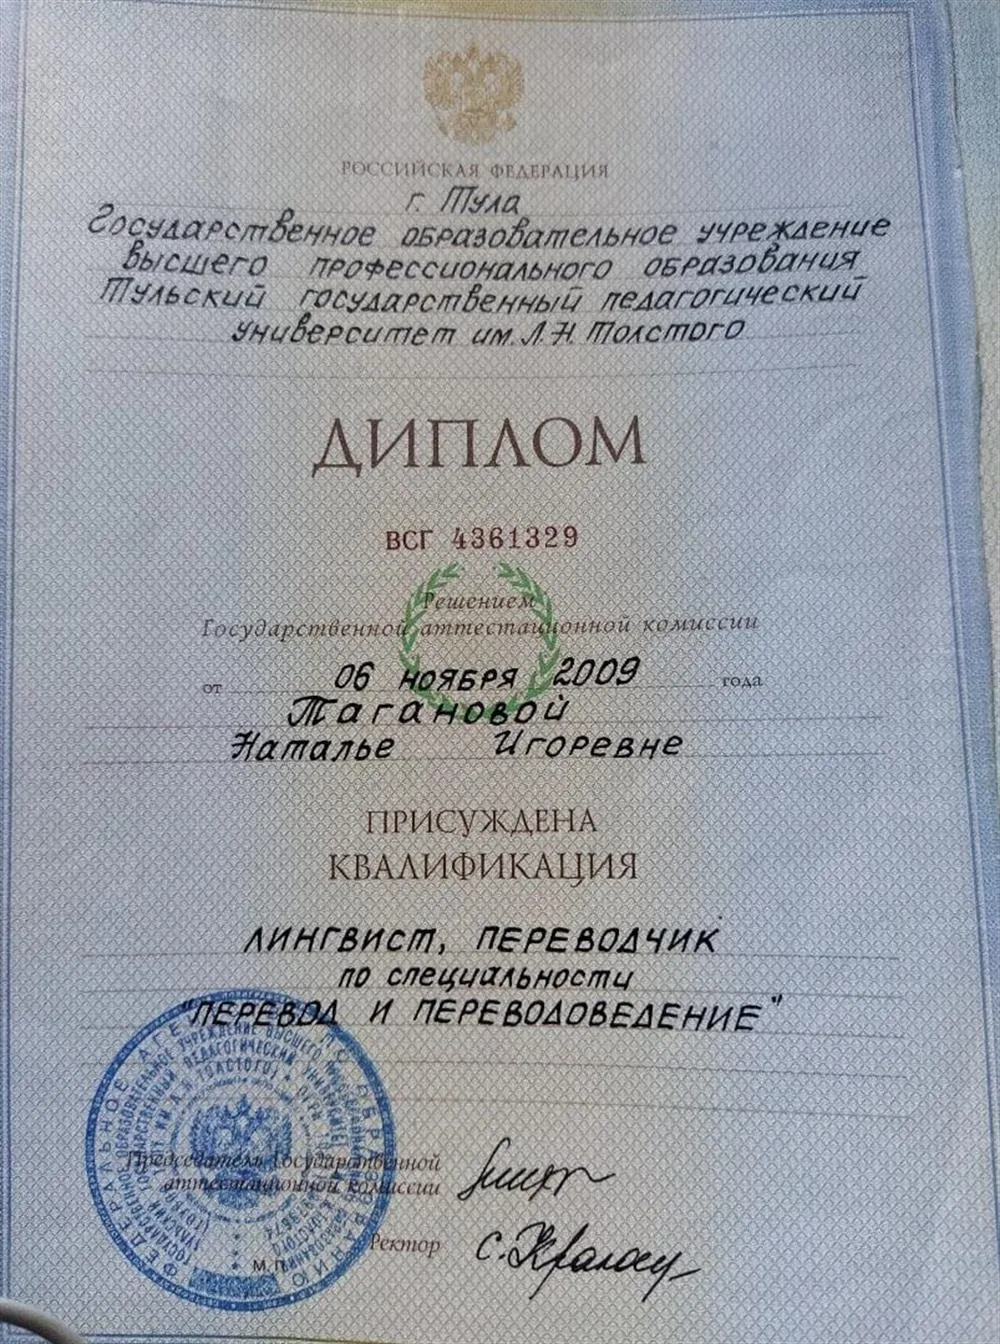 РОССИЙСКАЯ ФЕДЕРАЦИЯ
г. Тула
Государственное образовательное учреждение
высшего профессионального образования
Тульский государственный педагогический
университет им. Л.Н. Толстого
ДИПЛОМ
ВСГ 4361329
Решением
Государственной аттестационной комиссии
от 06 ноября 2009 года
Тагановой
Наталье Игоревне
ПРИСУЖДЕНА
КВАЛИФИКАЦИЯ
ЛИНГВИСТ, ПЕРЕВОДЧИК
по специальности
"ПЕРЕВОД И ПЕРЕВОДОВЕДЕНИЕ"
Председатель Государственной
аттестационной комиссии
Ректор
М.П.